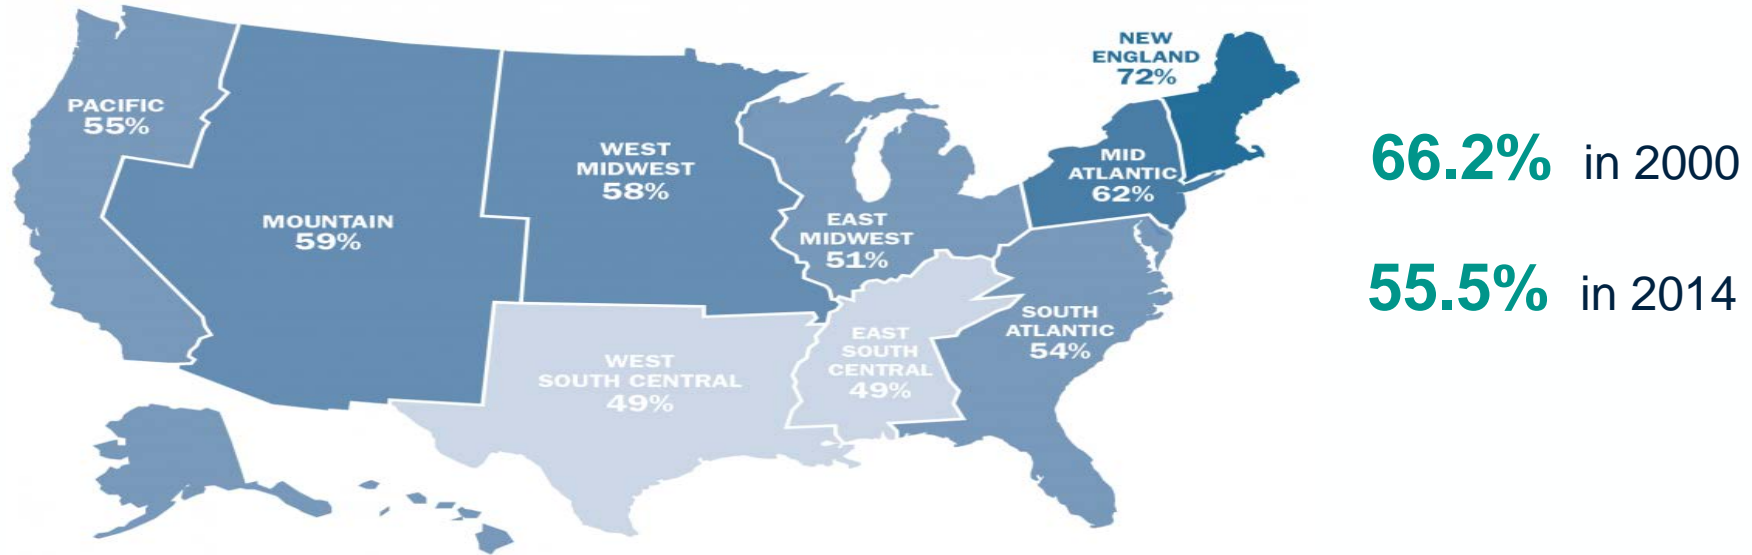 NEW
ENGLAND
72%
PACIFIC
55%
WEST
MIDWEST
58%
MID
ATLANTIC
62%
MOUNTAIN
59%
EAST
MIDWEST
51%
SOUTH
ATLANTIC
54%
EAST
SOUTH
CENTRAL
49%
WEST
SOUTH CENTRAL
49%
66.2% in 2000
55.5% in 2014